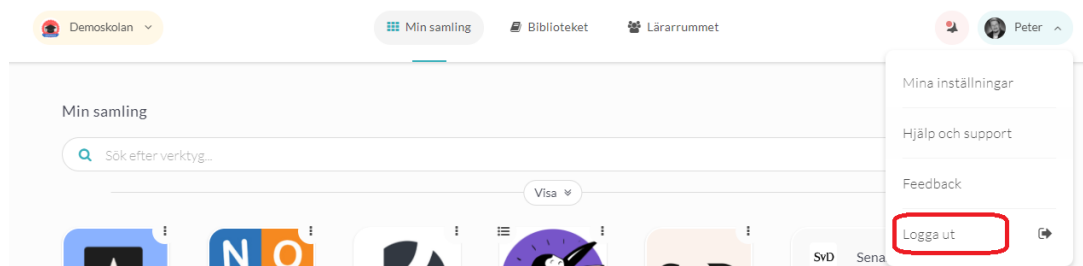 Demoskolan
Min samling
Biblioteket
Lärarrummet
Peter
Mina inställningar
Hjälp och support
Feedback
Logga ut
Min samling
Sök efter verktyg...
Visa
N O
SvD